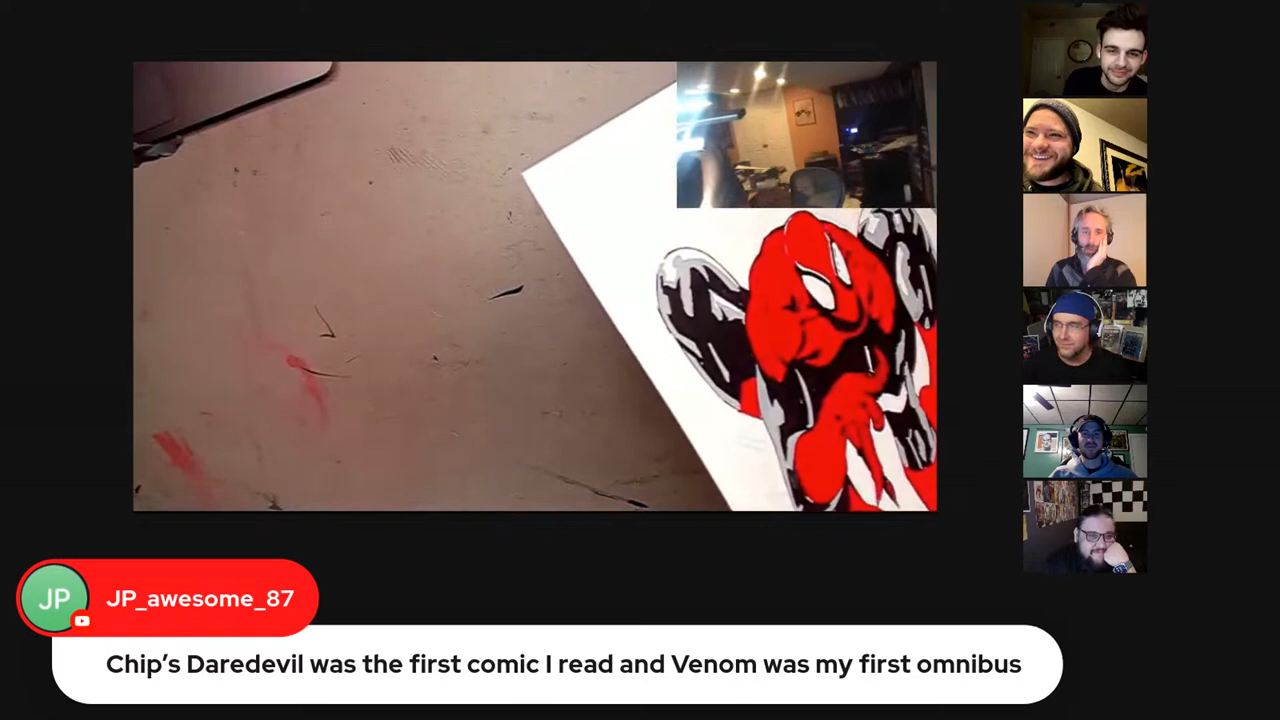 JP
JP_awesome_87
Chip's Daredevil was the first comic I read and Venom was my first omnibus